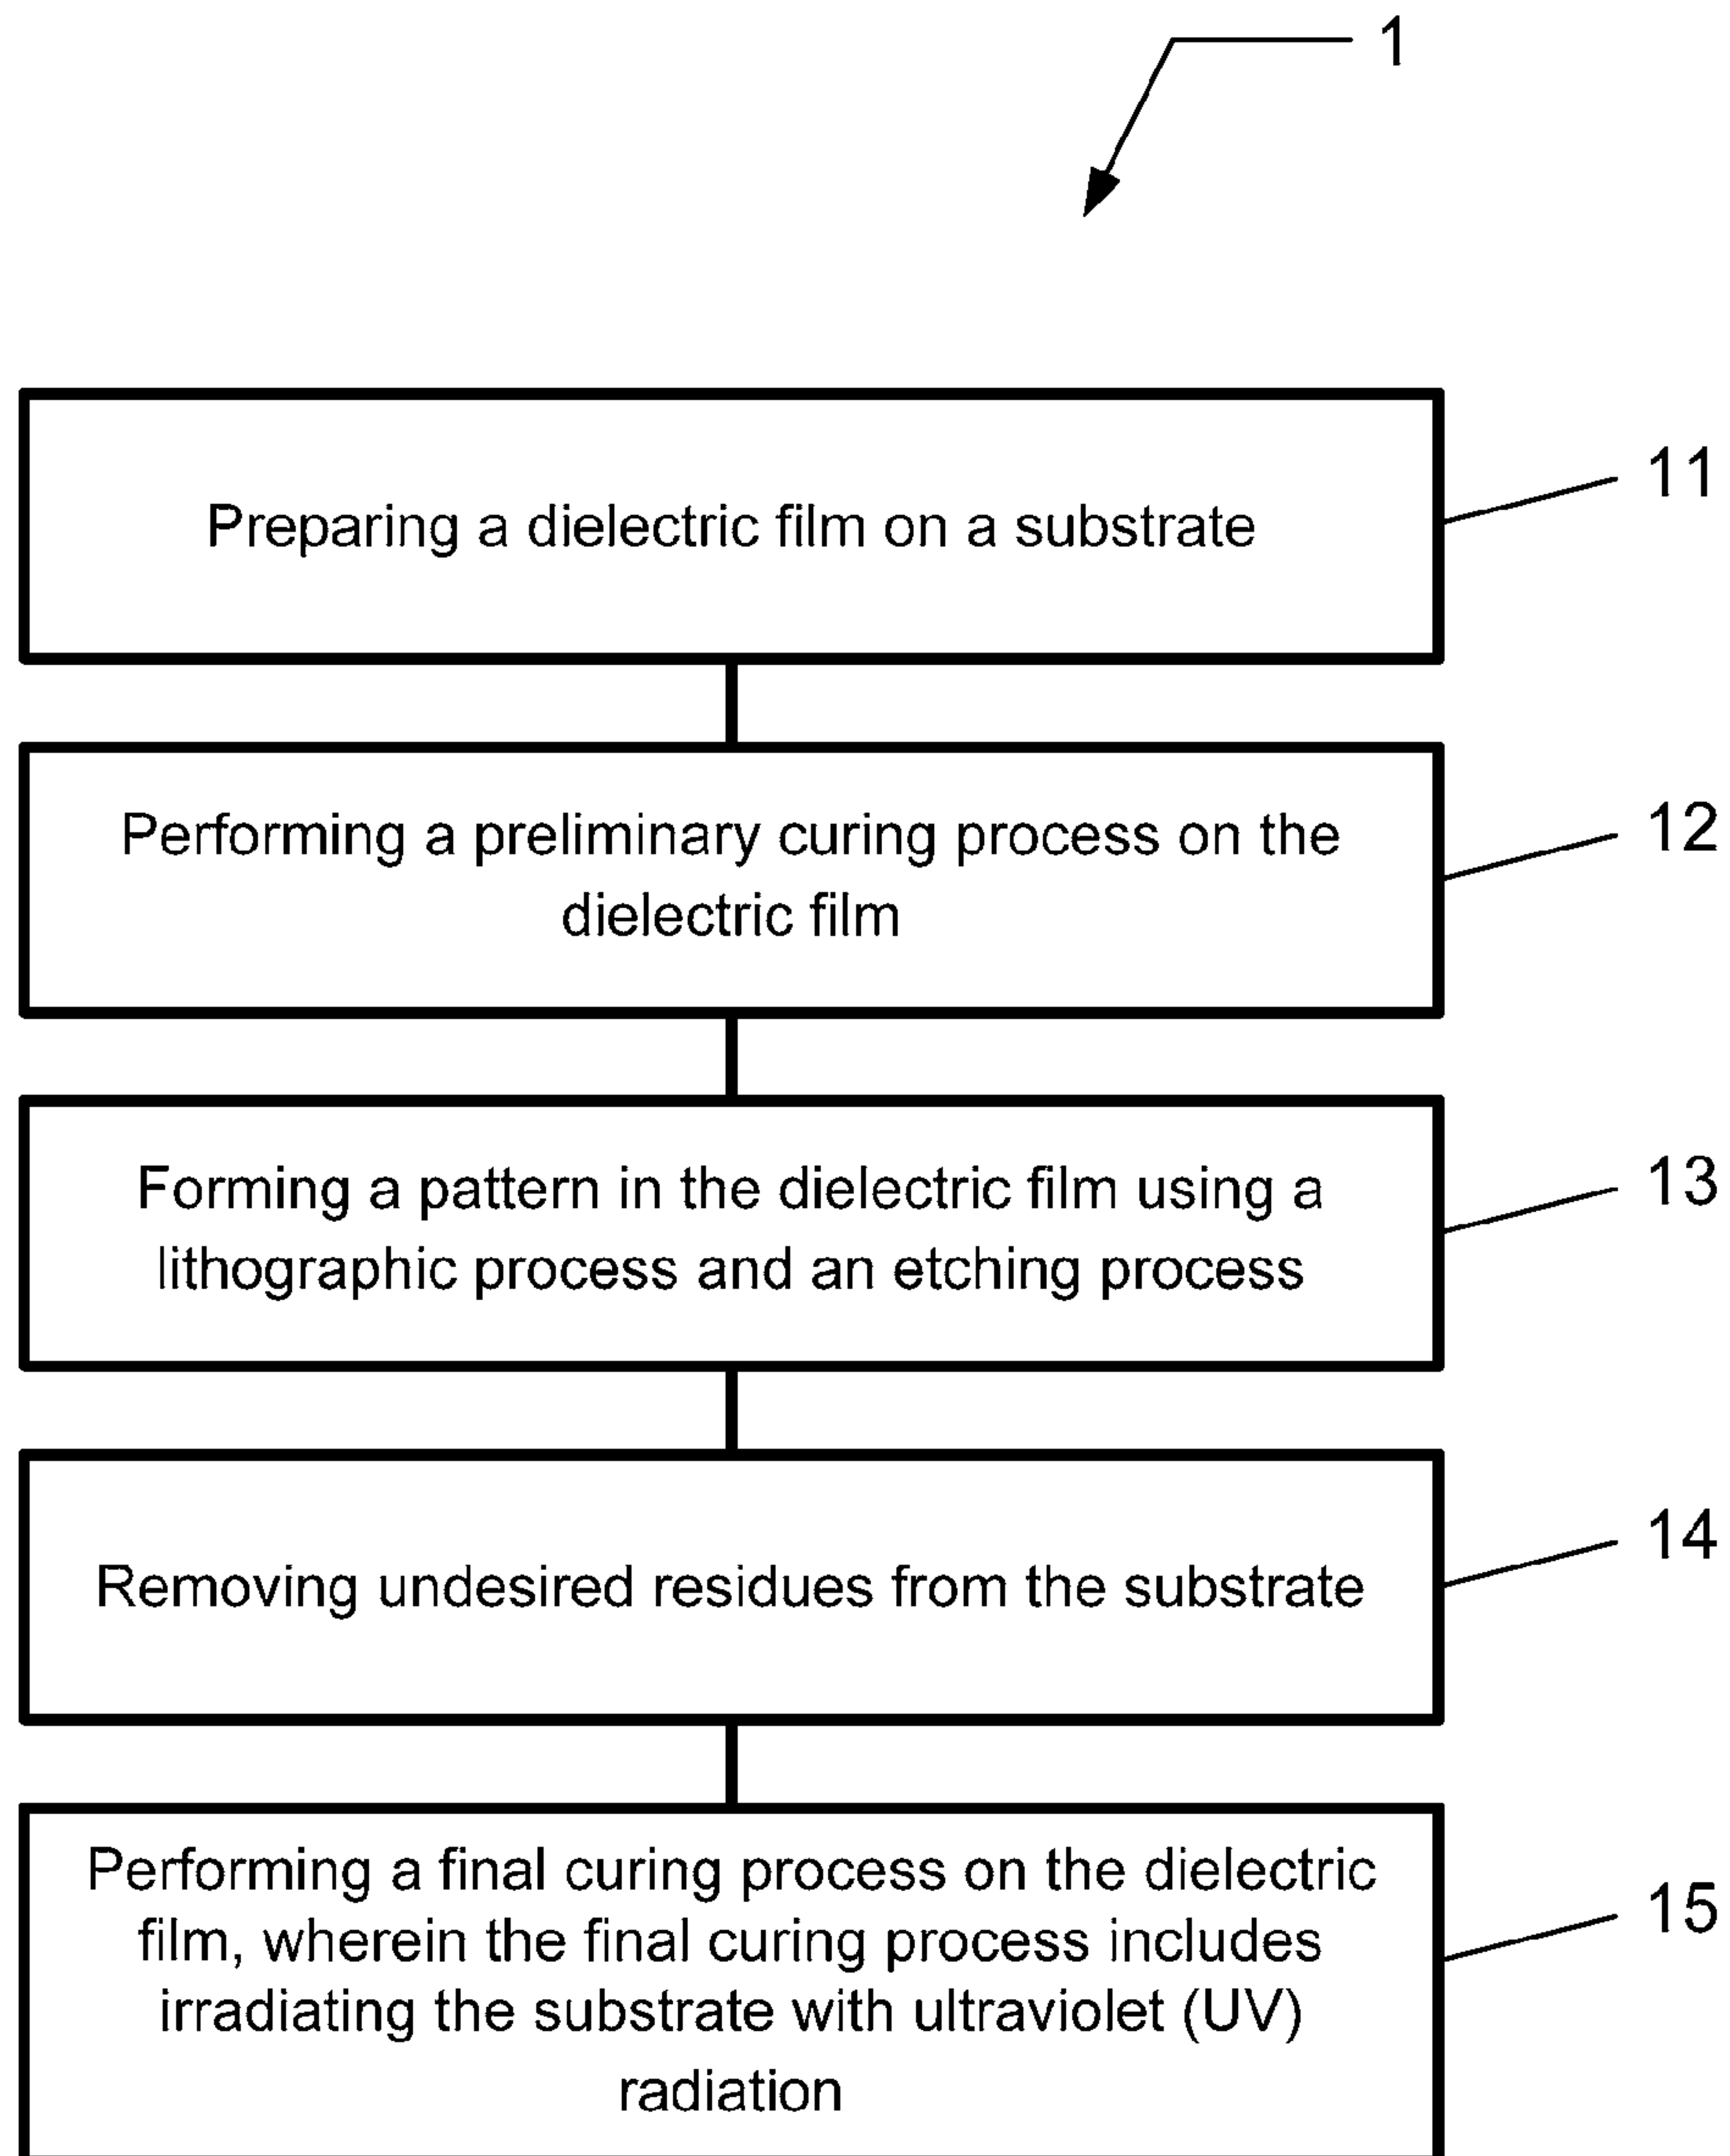 1
Preparing a dielectric film on a substrate
11
Performing a preliminary curing process on the
dielectric film
12
Forming a pattern in the dielectric film using a
lithographic process and an etching process
13
Removing undesired residues from the substrate
14
Performing a final curing process on the dielectric
film, wherein the final curing process includes
irradiating the substrate with ultraviolet (UV)
radiation
15